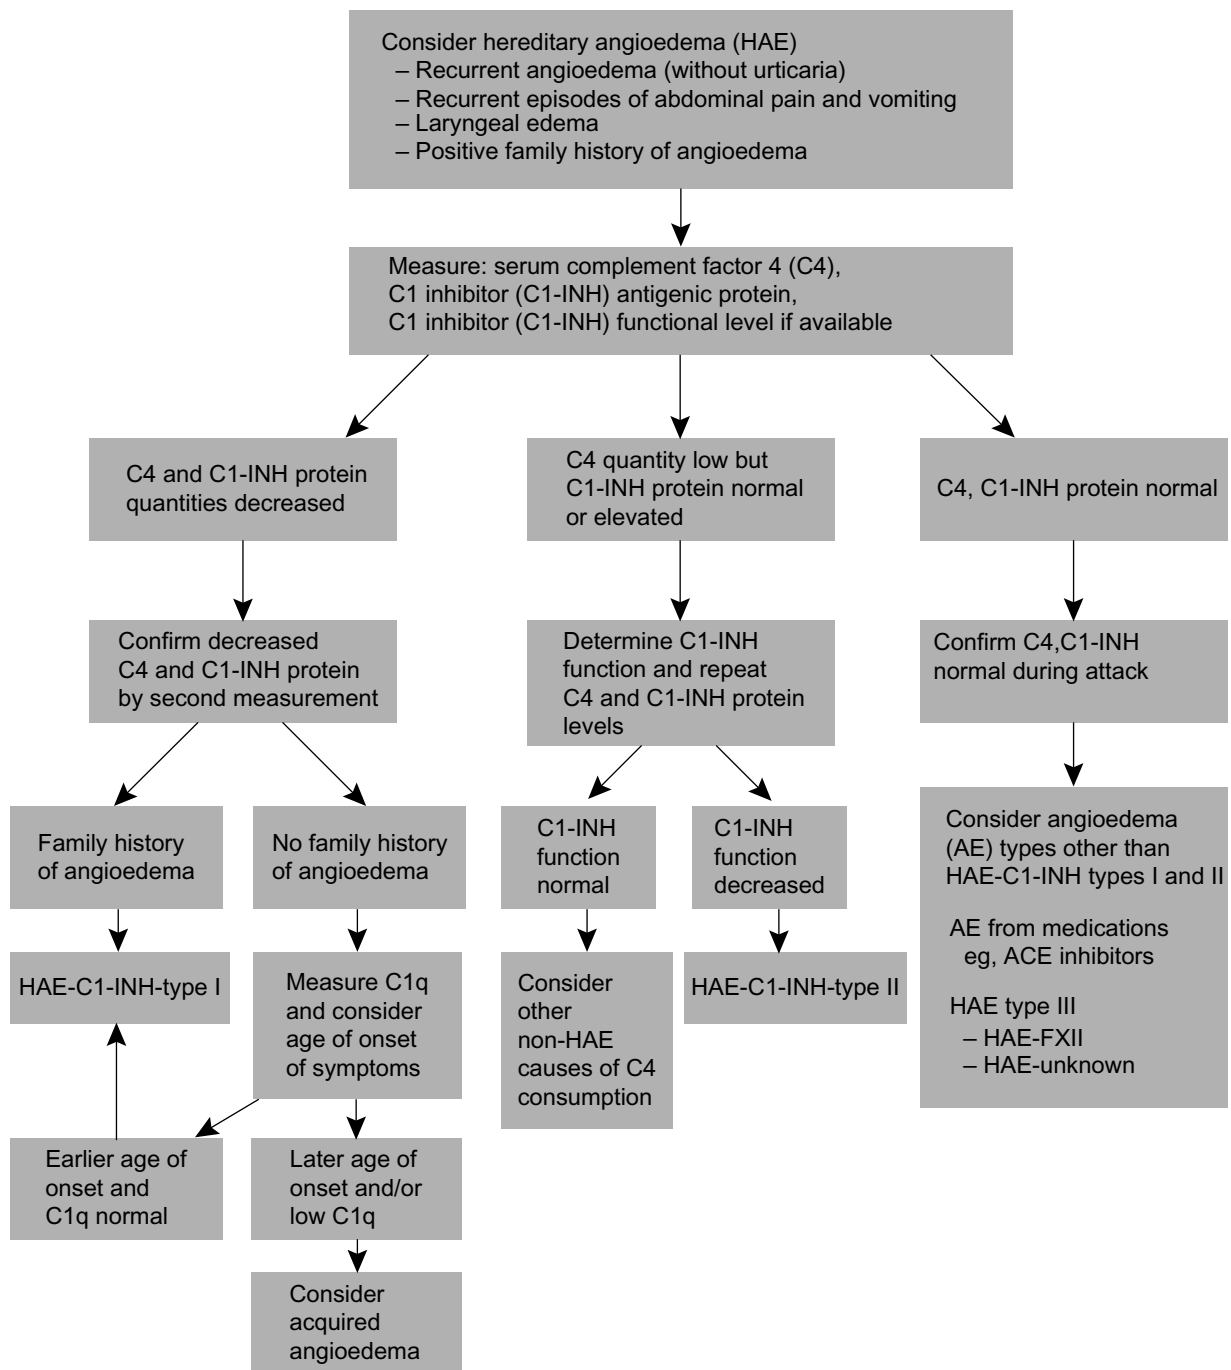 Consider hereditary angioedema (HAE)
– Recurrent angioedema (without urticaria)
– Recurrent episodes of abdominal pain and vomiting
– Laryngeal edema
– Positive family history of angioedema
Measure: serum complement factor 4 (C4),
C1 inhibitor (C1-INH) antigenic protein,
C1 inhibitor (C1-INH) functional level if available
C4 and C1-INH protein
quantities decreased
C4 quantity low but
C1-INH protein normal
or elevated
C4, C1-INH protein normal
Confirm decreased
C4 and C1-INH protein
by second measurement
Determine C1-INH
function and repeat
C4 and C1-INH protein
levels
Confirm C4,C1-INH
normal during attack
Family history
of angioedema
No family history
of angioedema
C1-INH
function
normal
C1-INH
function
decreased
Consider angioedema
(AE) types other than
HAE-C1-INH types I and II
AE from medications
eg, ACE inhibitors
HAE type III
– HAE-FXII
– HAE-unknown
HAE-C1-INH-type I
Measure C1q
and consider
age of onset
of symptoms
Consider
other
non-HAE
causes of C4
consumption
HAE-C1-INH-type II
Earlier age of
onset and
C1q normal
Later age of
onset and/or
low C1q
Consider
acquired
angioedema